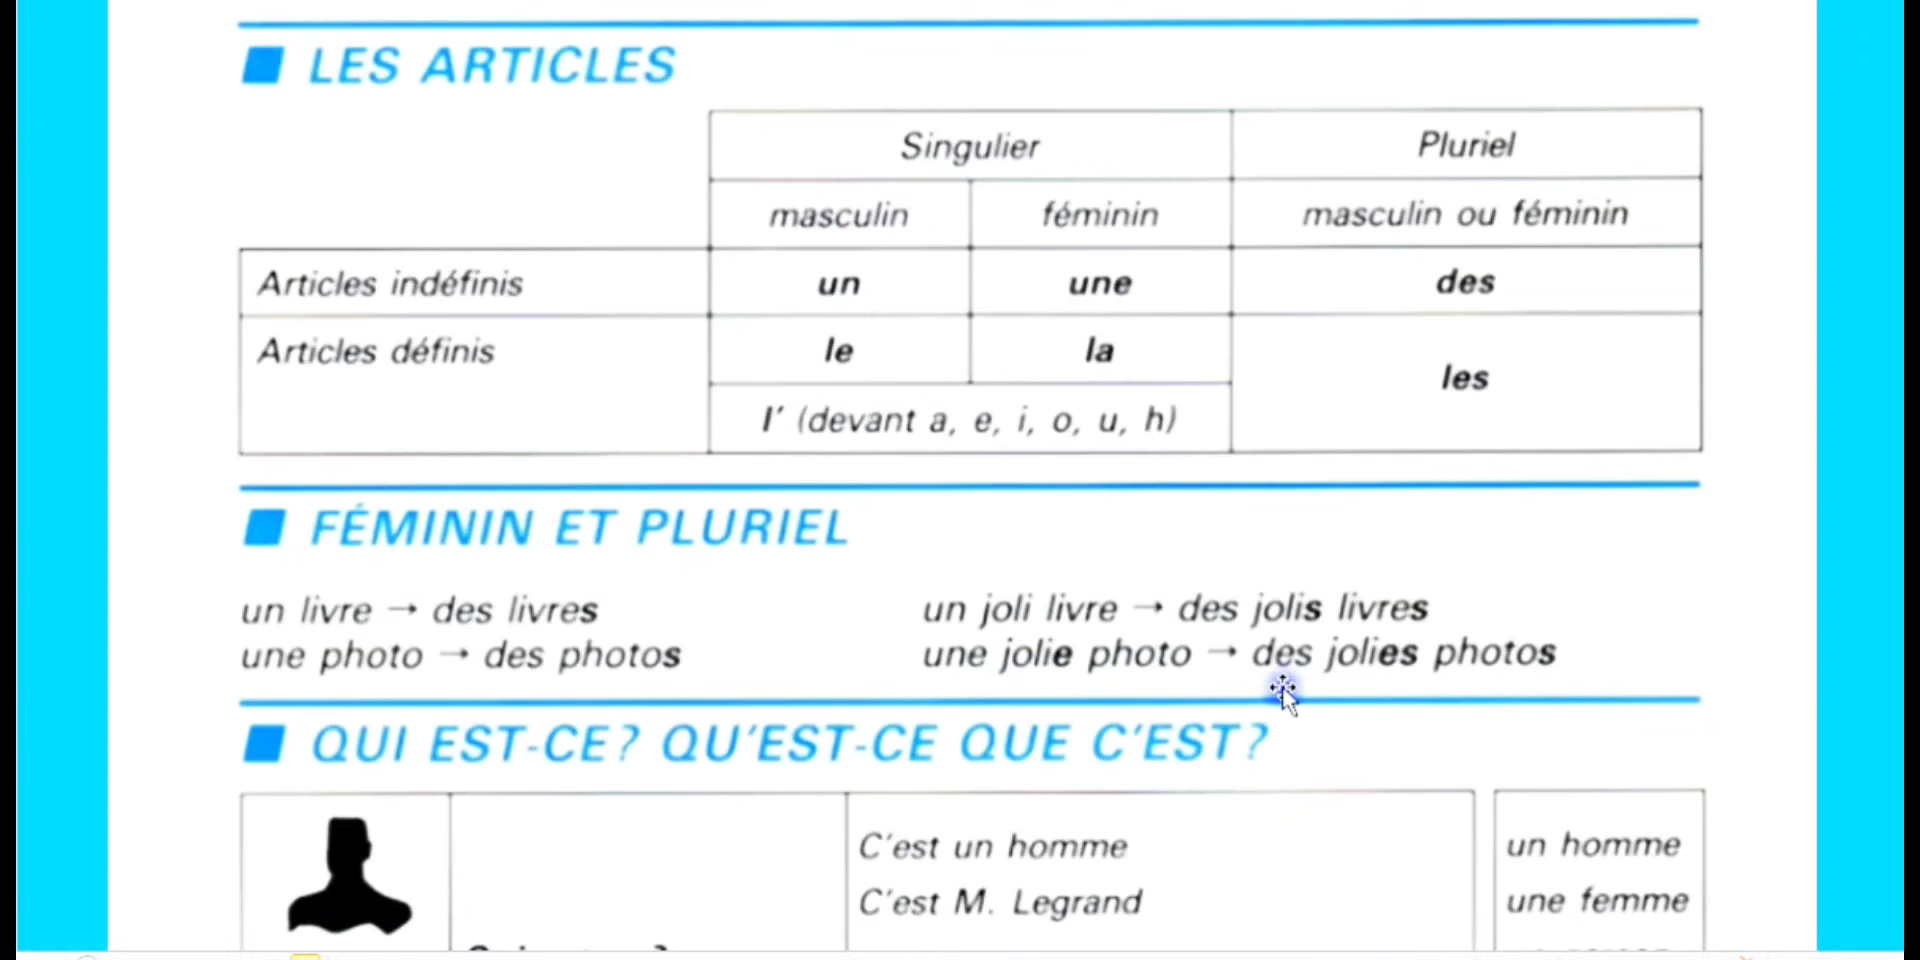 LES ARTICLES
Singulier Pluriel
masculin féminin masculin ou féminin
Articles indéfinis un une des
Articles définis le la les
l' (devant a, e, i, o, u, h)
FÉMININ ET PLURIEL
un livre → des livres
une photo → des photos
un joli livre → des jolis livres
une jolie photo → des jolies photos
QUI EST-CE? QU'EST-CE QUE C'EST?
C'est un homme
C'est M. Legrand
un homme
une femme